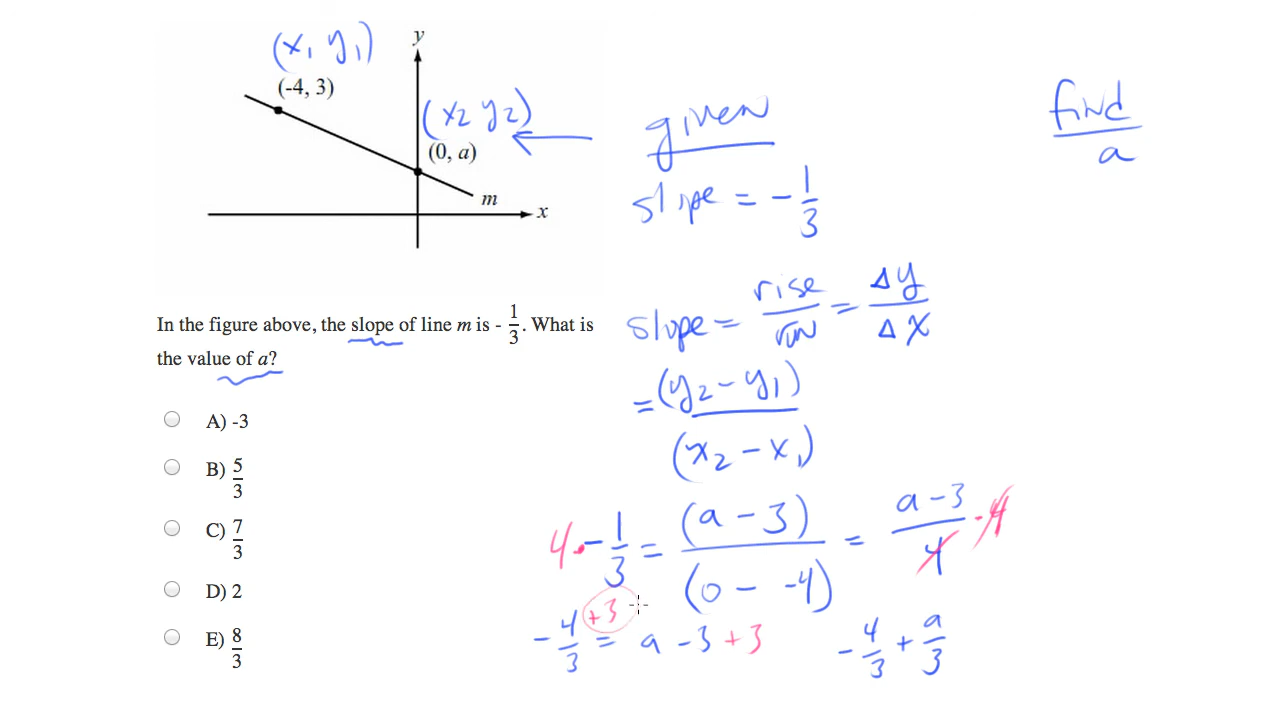 (x₁ y₁)
y
(-4, 3)
(x2 y2)
(0, a)
m
x
given
slope = - 1/3
find
a
slope = rise/run = Δy/Δx
= (y2 - y1)
(x2 - x1)
4 · - 1/3 = (a - 3)/(0 - -4) = a - 3/4 · 4
- 4/3 + 3 = a - 3 + 3
- 4/3 + 9/3
In the figure above, the slope of line m is - 1/3. What is
the value of a?
A) -3
B) 5/3
C) 7/3
D) 2
E) 8/3